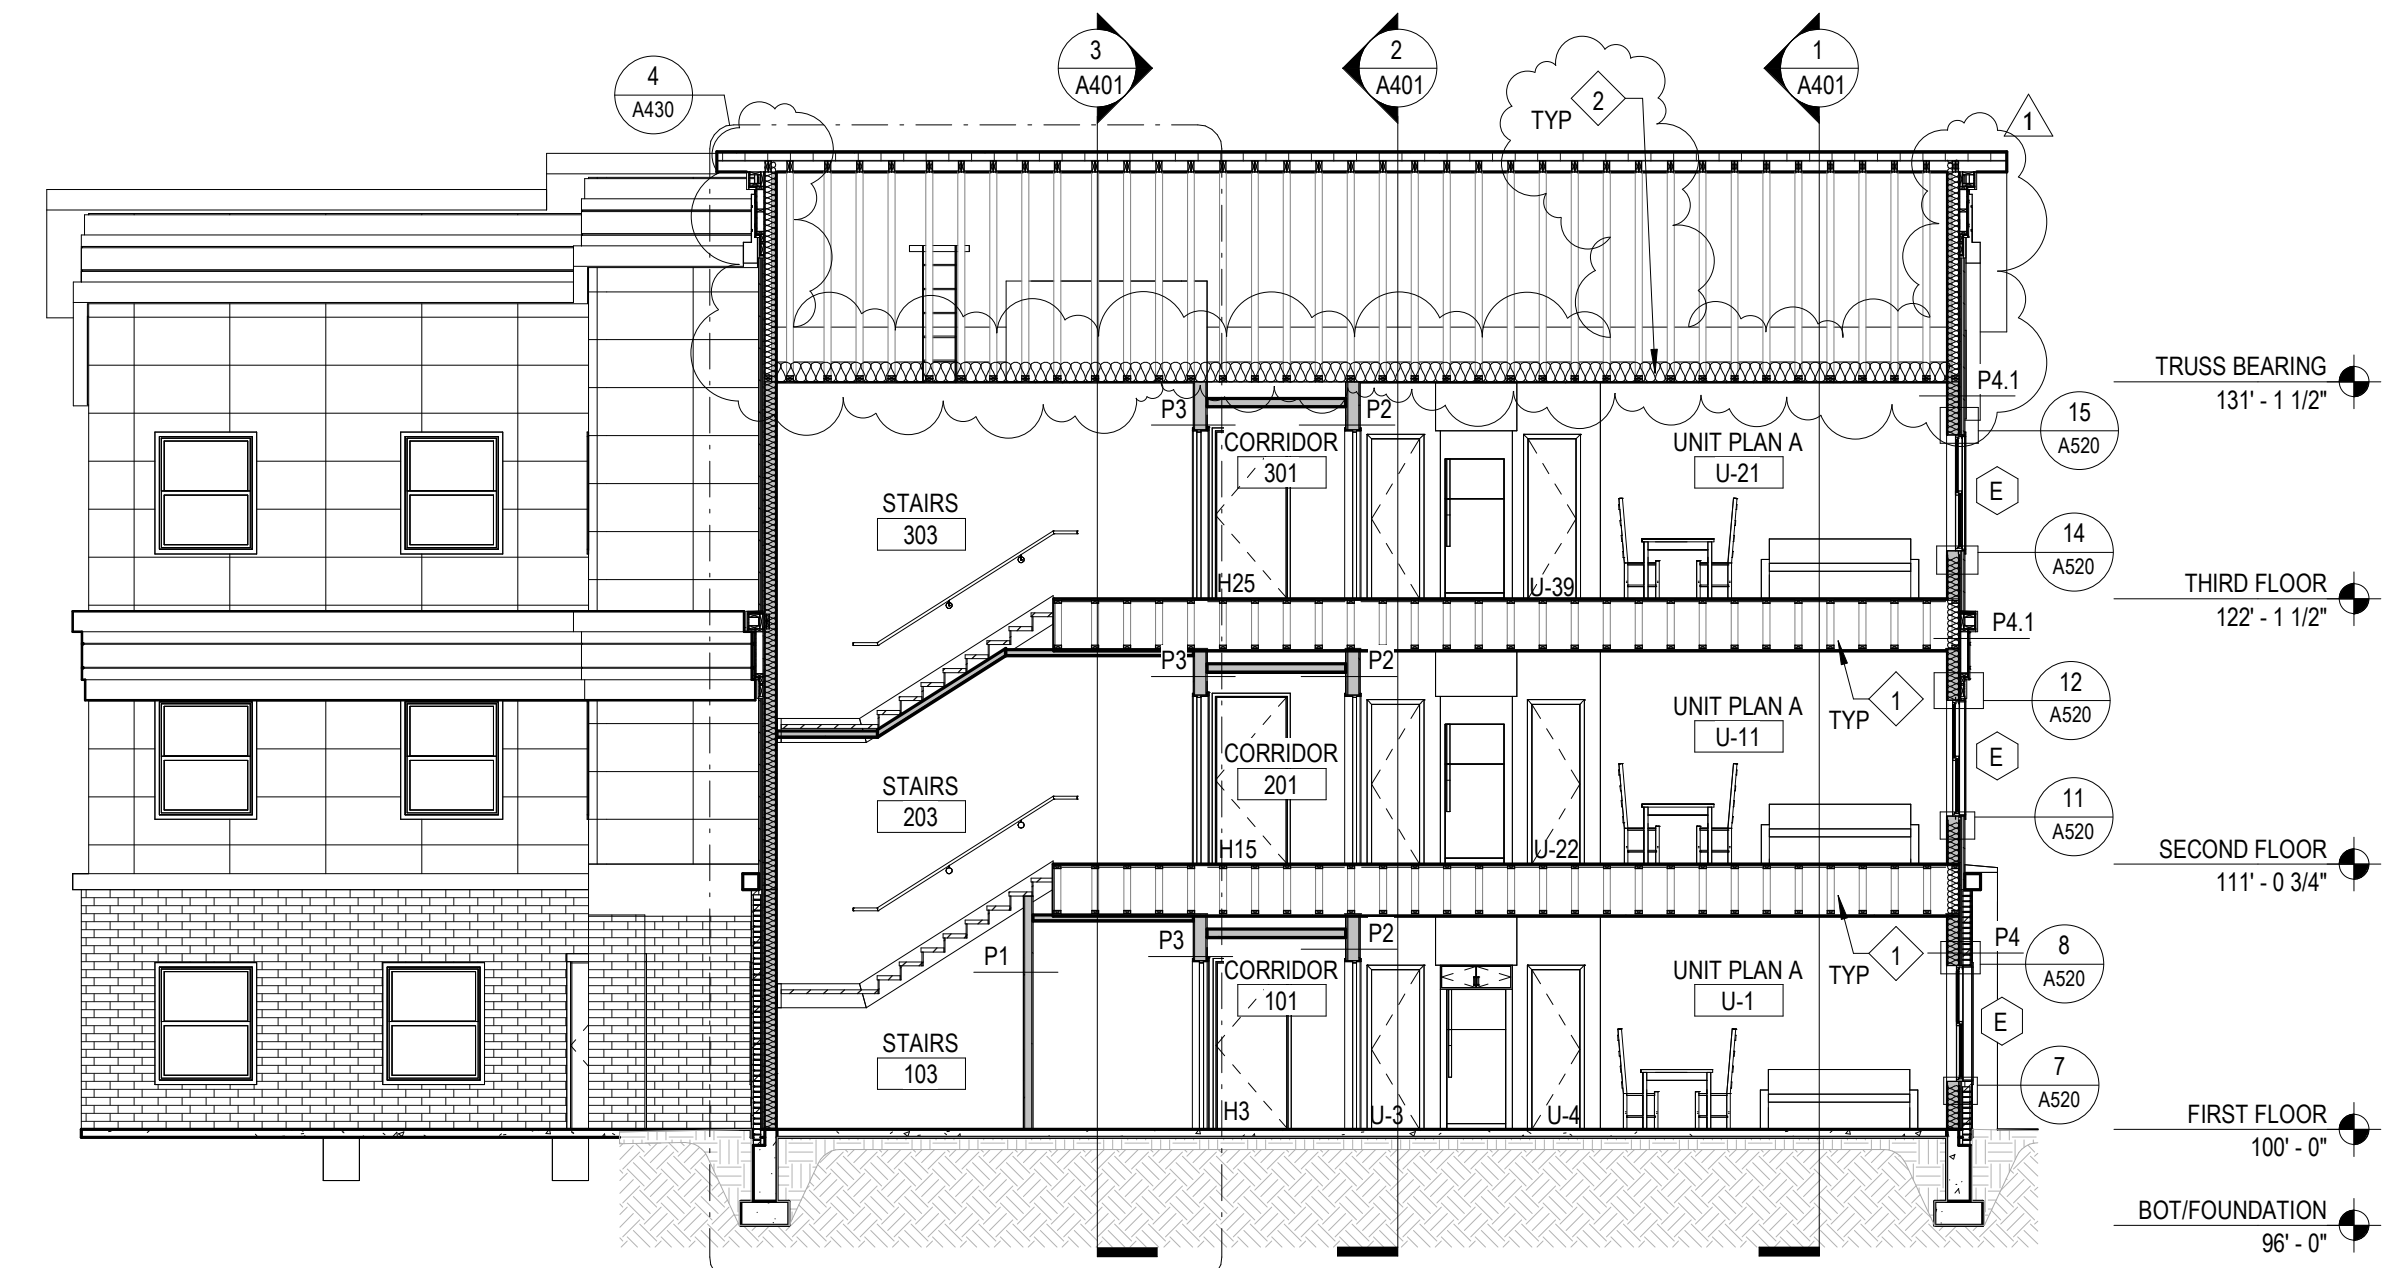 3
A401
2
A401
1
A401
4
A430
TYP
2
1
TRUSS BEARING
131' - 1 1/2"
P4.1
P3
P2
15
A520
CORRIDOR
301
UNIT PLAN A
U-21
STAIRS
303
E
14
A520
H25
U-39
THIRD FLOOR
122' - 1 1/2"
P4.1
P3
P2
12
A520
UNIT PLAN A
U-11
TYP
1
CORRIDOR
201
E
STAIRS
203
11
A520
H15
U-22
SECOND FLOOR
111' - 0 3/4"
P3
P2
P4
8
A520
P1
CORRIDOR
101
UNIT PLAN A
U-1
TYP
1
E
STAIRS
103
7
A520
H3
U-3
U-4
FIRST FLOOR
100' - 0"
BOT/FOUNDATION
96' - 0"